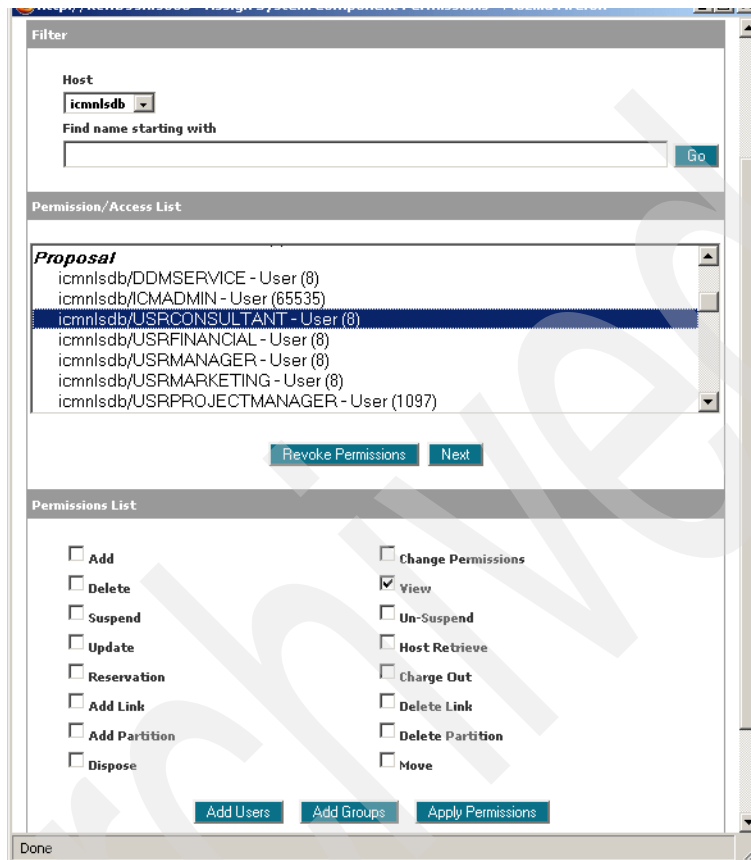 Filter
Host
icmnlsdb
Find name starting with
Go
Permission/Access List
Proposal
icmnlsdb/DDMSERVICE - User (8)
icmnlsdb/ICMADMIN - User (65535)
icmnlsdb/USRCONSULTANT - User (8)
icmnlsdb/USRFINANCIAL - User (8)
icmnlsdb/USRMANAGER - User (8)
icmnlsdb/USRMARKETING - User (8)
icmnlsdb/USRPROJECTMANAGER - User (1097)
Revoke Permissions Next
Permissions List
Add Change Permissions
Delete View
Suspend Un-Suspend
Update Host Retrieve
Reservation Charge Out
Add Link Delete Link
Add Partition Delete Partition
Dispose Move
Add Users Add Groups Apply Permissions
Done